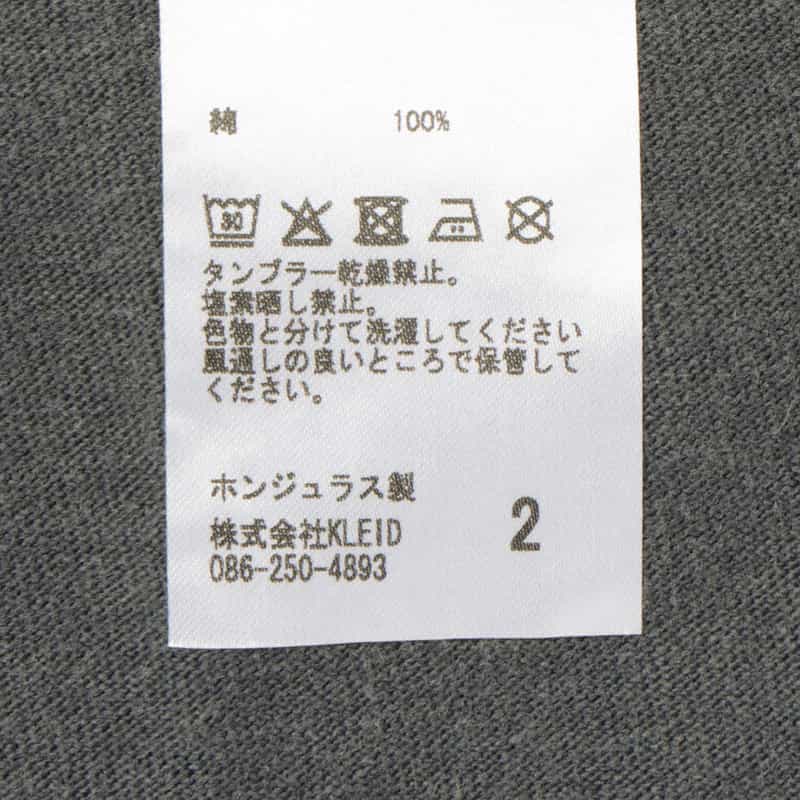 綿 100%
30
タンブラー乾燥禁止。
塩素晒し禁止。
色物と分けて洗濯してください
風通しの良いところで保管して
ください。
ホンジュラス製
株式会社KLEID
086-250-4893
2